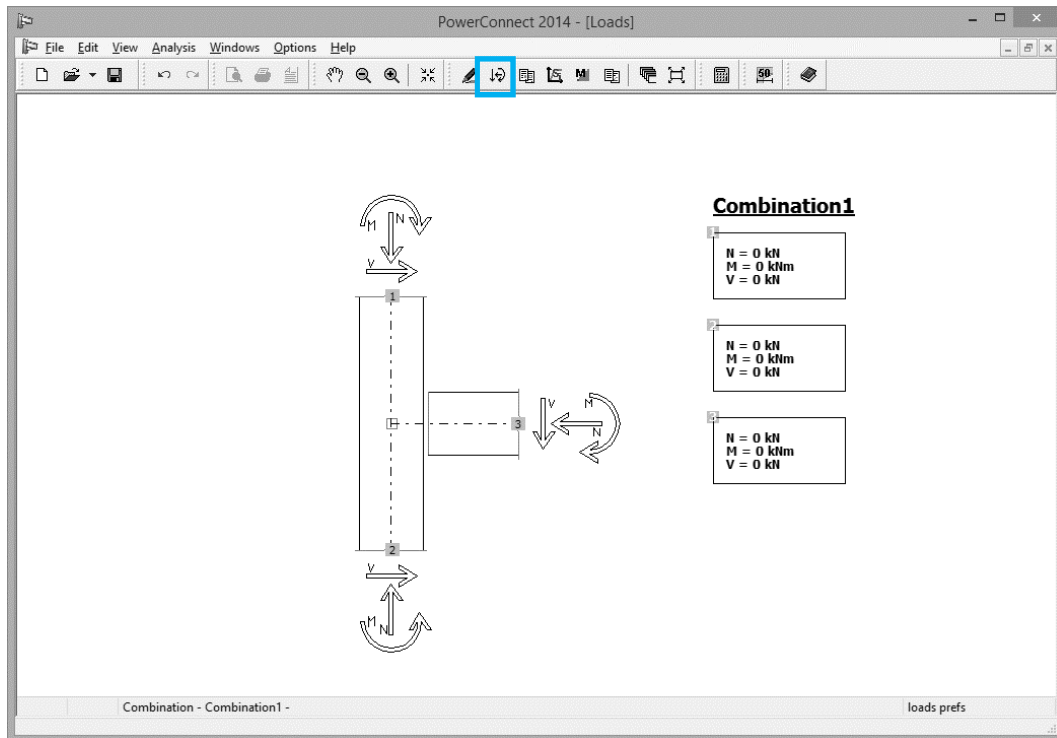 PowerConnect 2014 - [Loads]
File Edit View Analysis Windows Options Help
M 50
M N
V
1
V M
3 N
2
V
M N
Combination1
1
N = 0 kN
M = 0 kNm
V = 0 kN
2
N = 0 kN
M = 0 kNm
V = 0 kN
3
N = 0 kN
M = 0 kNm
V = 0 kN
Combination - Combination1 - loads prefs